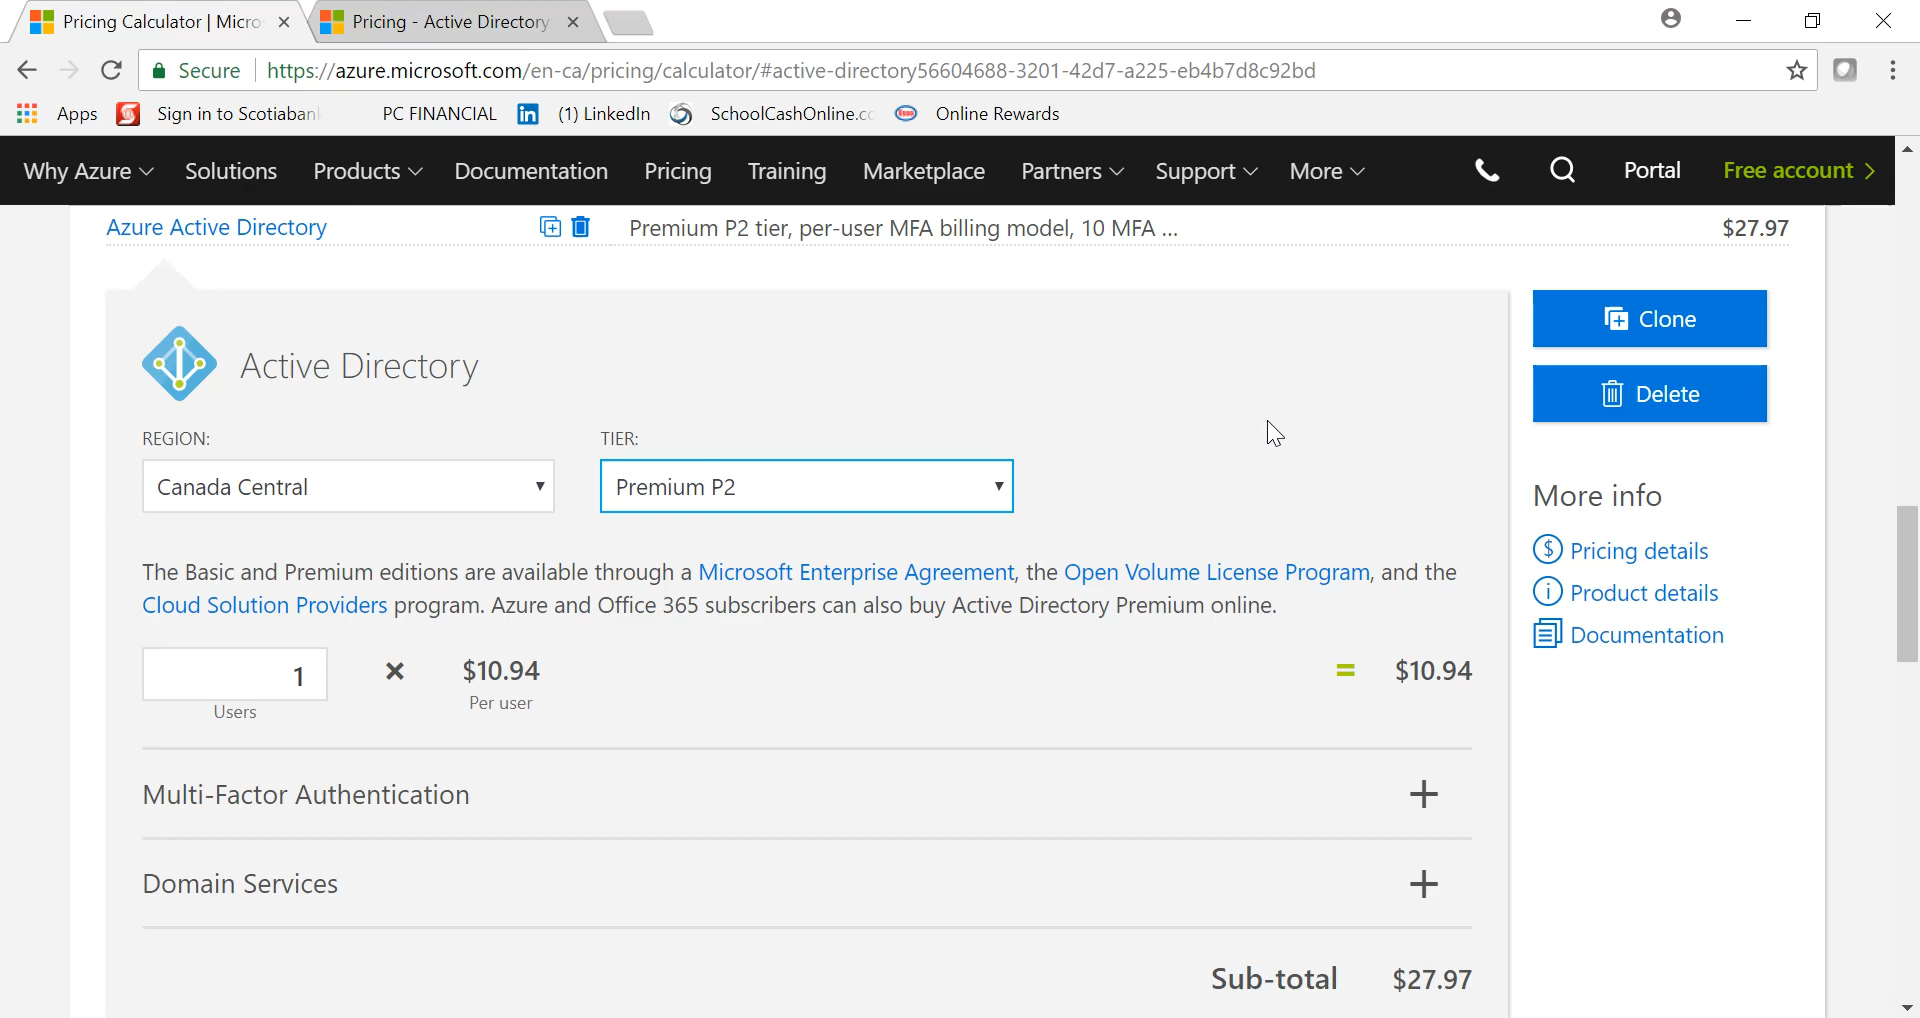 Pricing Calculator | Micro
Pricing - Active Directory
Secure https://azure.microsoft.com/en-ca/pricing/calculator/#active-directory56604688-3201-42d7-a225-eb4b7d8c92bd
Apps Sign in to Scotiaban PC FINANCIAL in (1) LinkedIn SchoolCashOnline.cc Esso Online Rewards
Why Azure Solutions Products Documentation Pricing Training Marketplace Partners Support More Portal Free account >
Azure Active Directory Premium P2 tier, per-user MFA billing model, 10 MFA ... $27.97
Clone
Active Directory
Delete
REGION: TIER:
Canada Central Premium P2
More info
Pricing details
The Basic and Premium editions are available through a Microsoft Enterprise Agreement, the Open Volume License Program, and the
Product details
Cloud Solution Providers program. Azure and Office 365 subscribers can also buy Active Directory Premium online.
Documentation
1 × $10.94 = $10.94
Users Per user
Multi-Factor Authentication +
Domain Services +
Sub-total $27.97